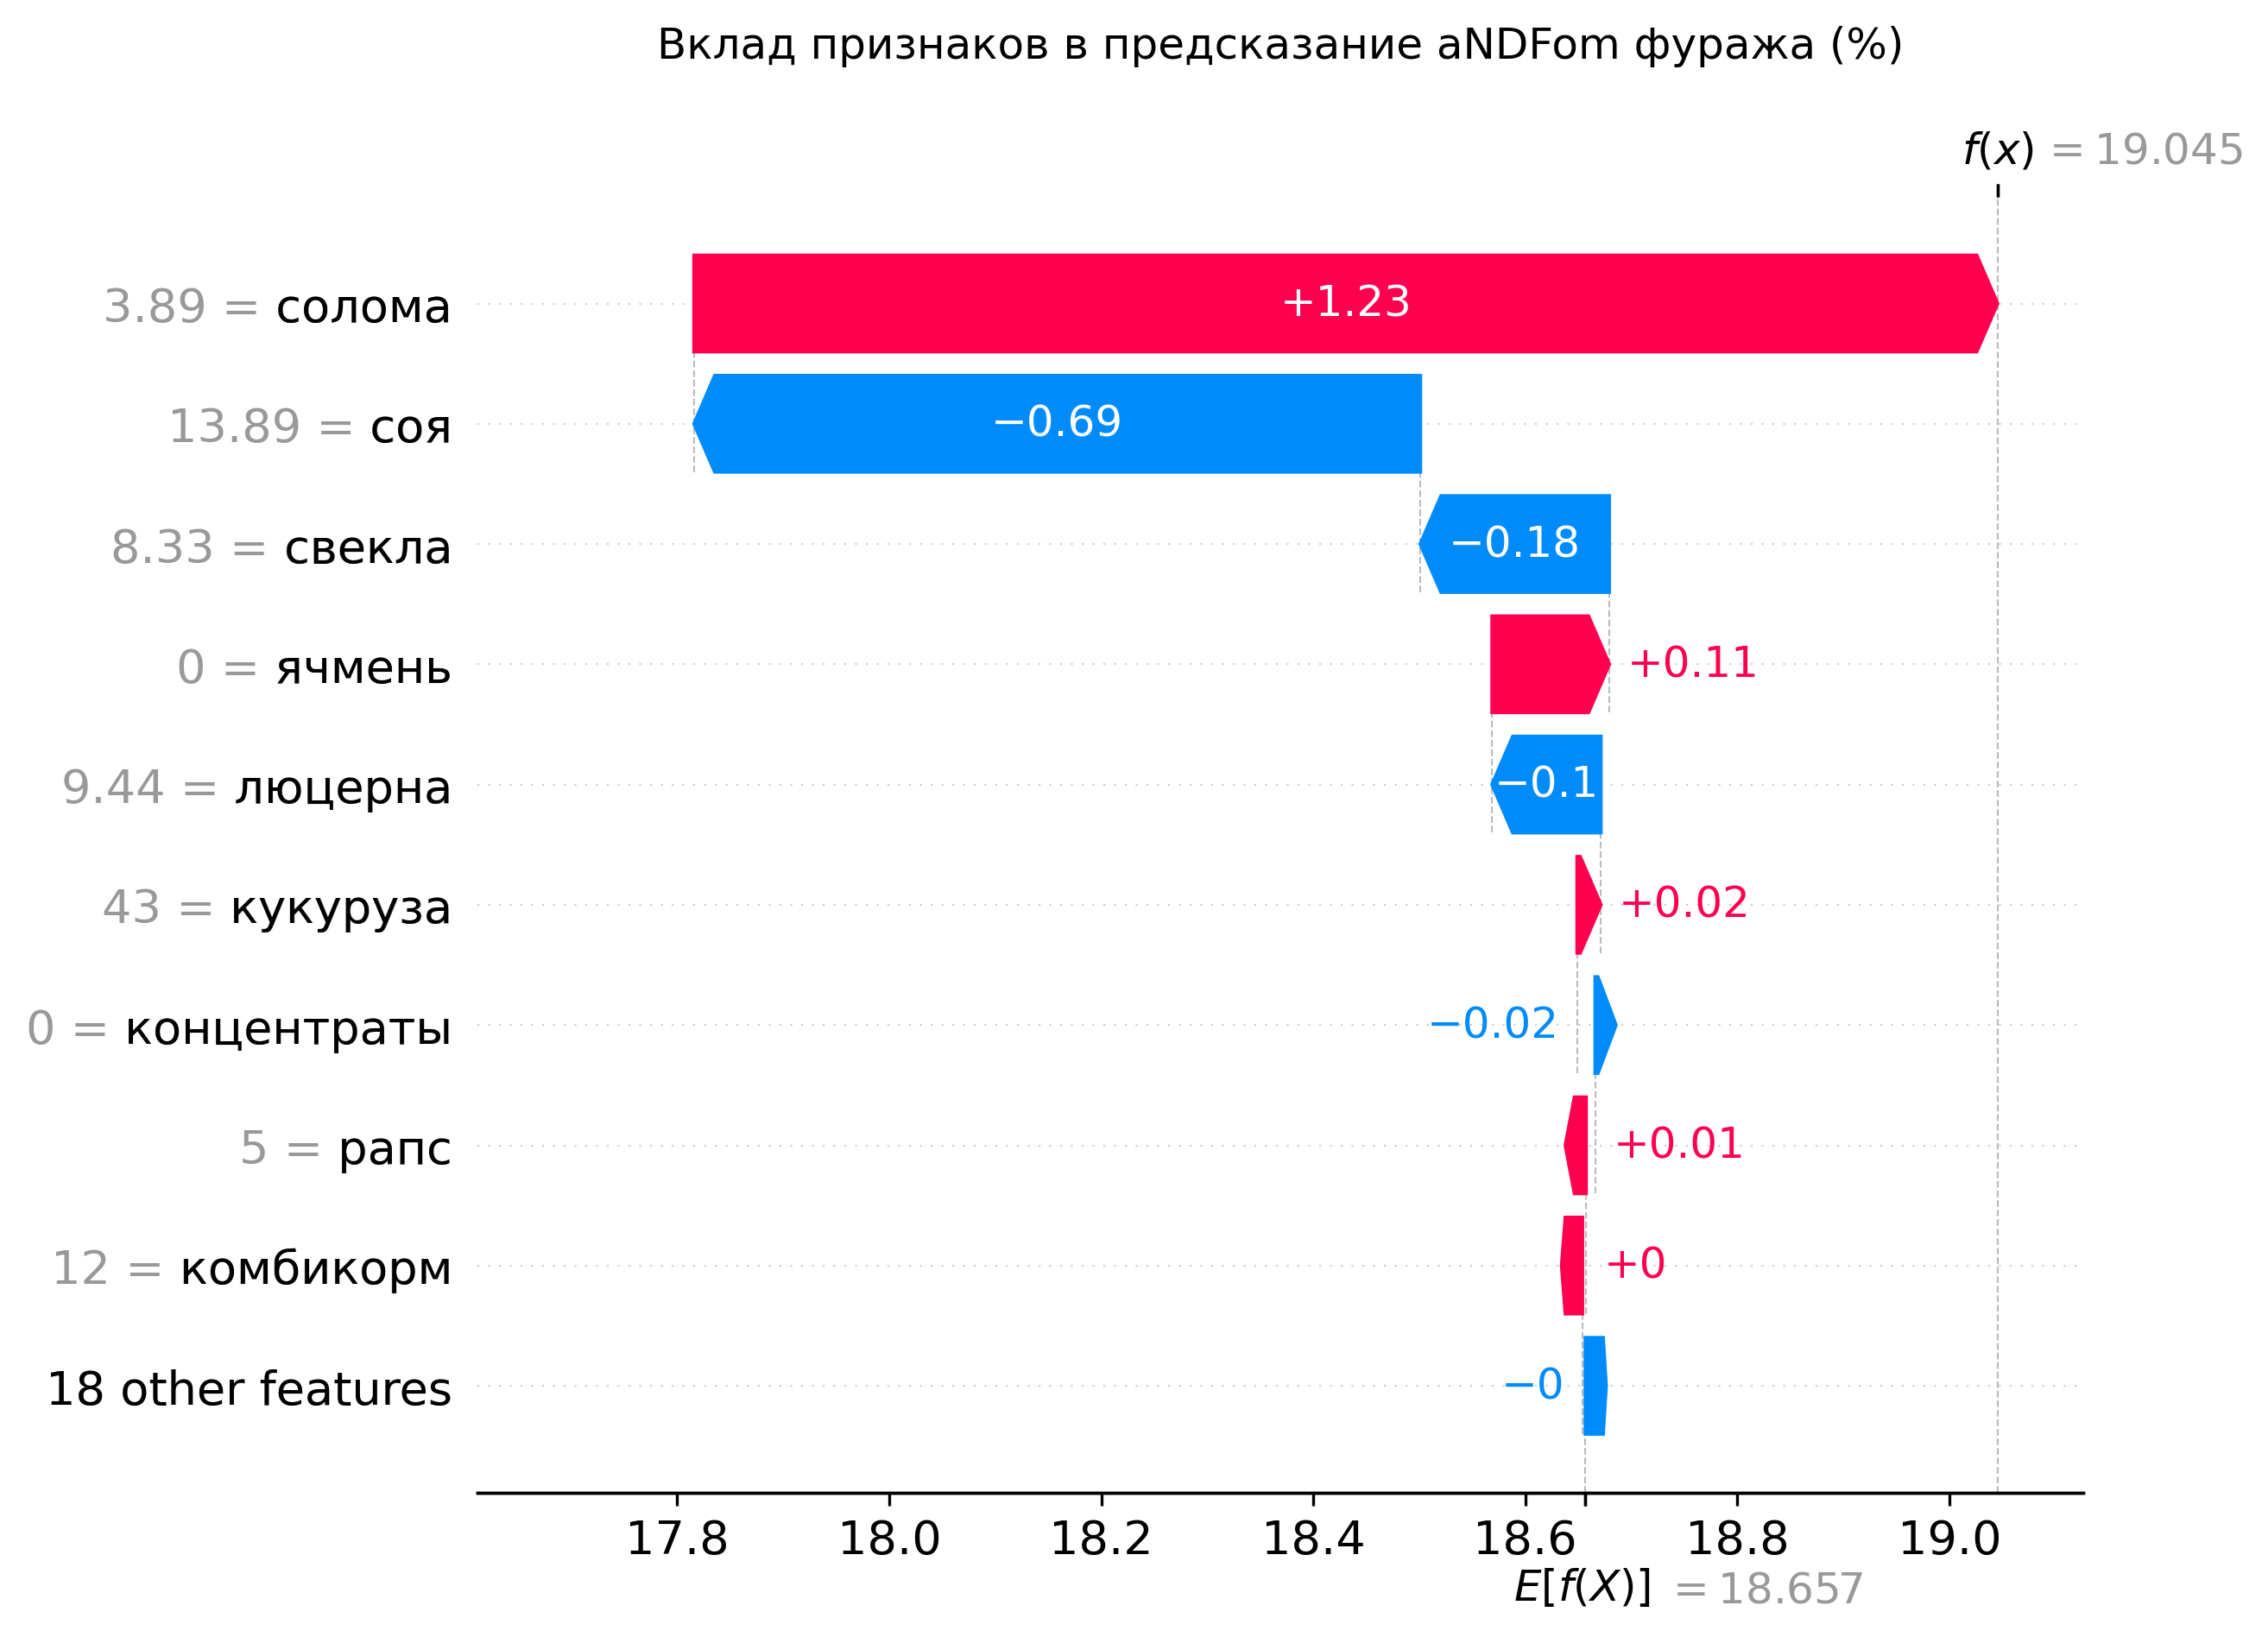 Вклад признаков в предсказание aNDFom фуража (%)
f(x) = 19.045
3.89 = солома +1.23
13.89 = соя −0.69
8.33 = свекла −0.18
0 = ячмень +0.11
9.44 = люцерна −0.1
43 = кукуруза +0.02
0 = концентраты −0.02
5 = рапс +0.01
12 = комбикорм +0
18 other features −0
17.8 18.0 18.2 18.4 18.6 18.8 19.0
E[f(X)] = 18.657